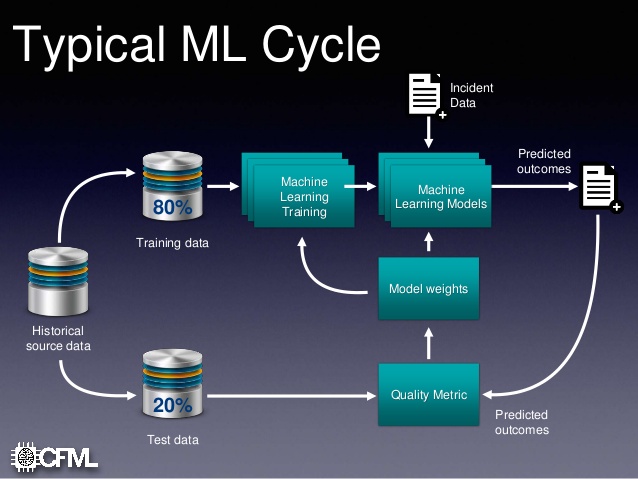 Typical ML Cycle
Incident
Data
Predicted
outcomes
80%
Training data
Machine
Learning
Training
Machine
Learning Models
Model weights
Historical
source data
20%
Test data
Quality Metric
Predicted
outcomes
CFML